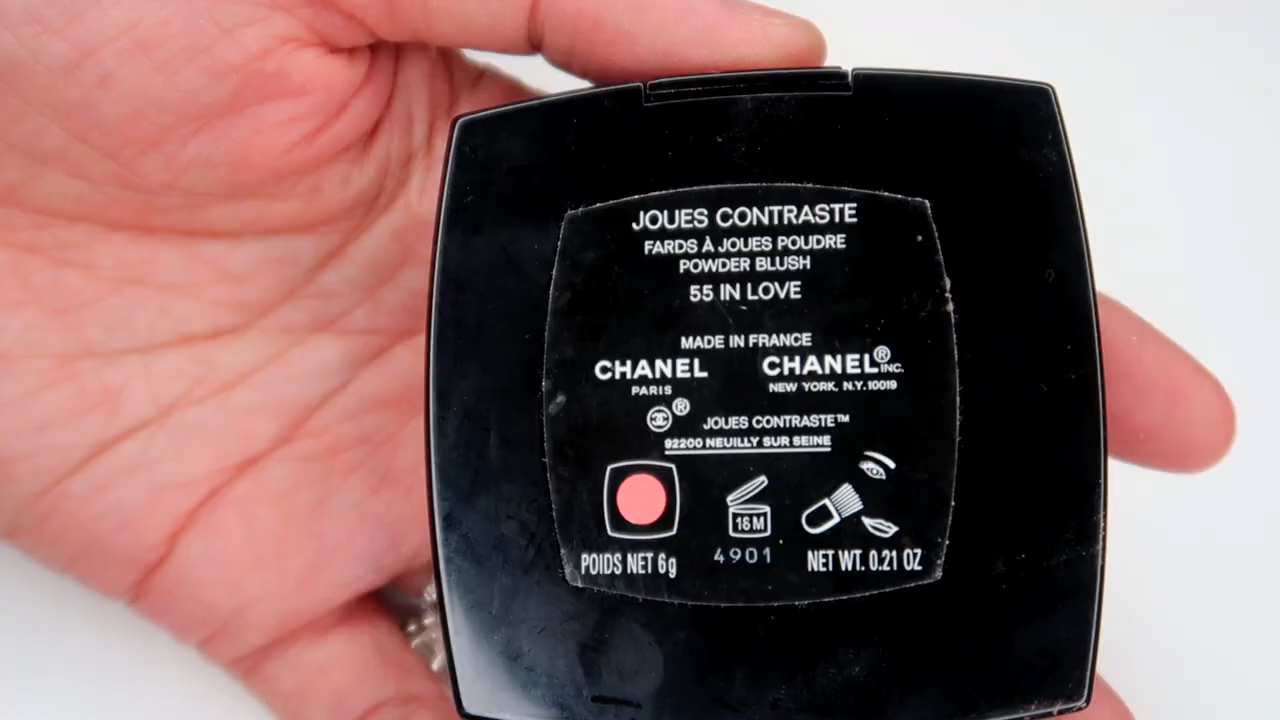 JOUES CONTRASTE
FARDS À JOUES POUDRE
POWDER BLUSH
55 IN LOVE
MADE IN FRANCE
CHANEL CHANEL® INC.
PARIS NEW YORK, N.Y. 10019
® JOUES CONTRASTE™
92200 NEUILLY SUR SEINE
18M
4901
POIDS NET 6g NET WT. 0.21 OZ